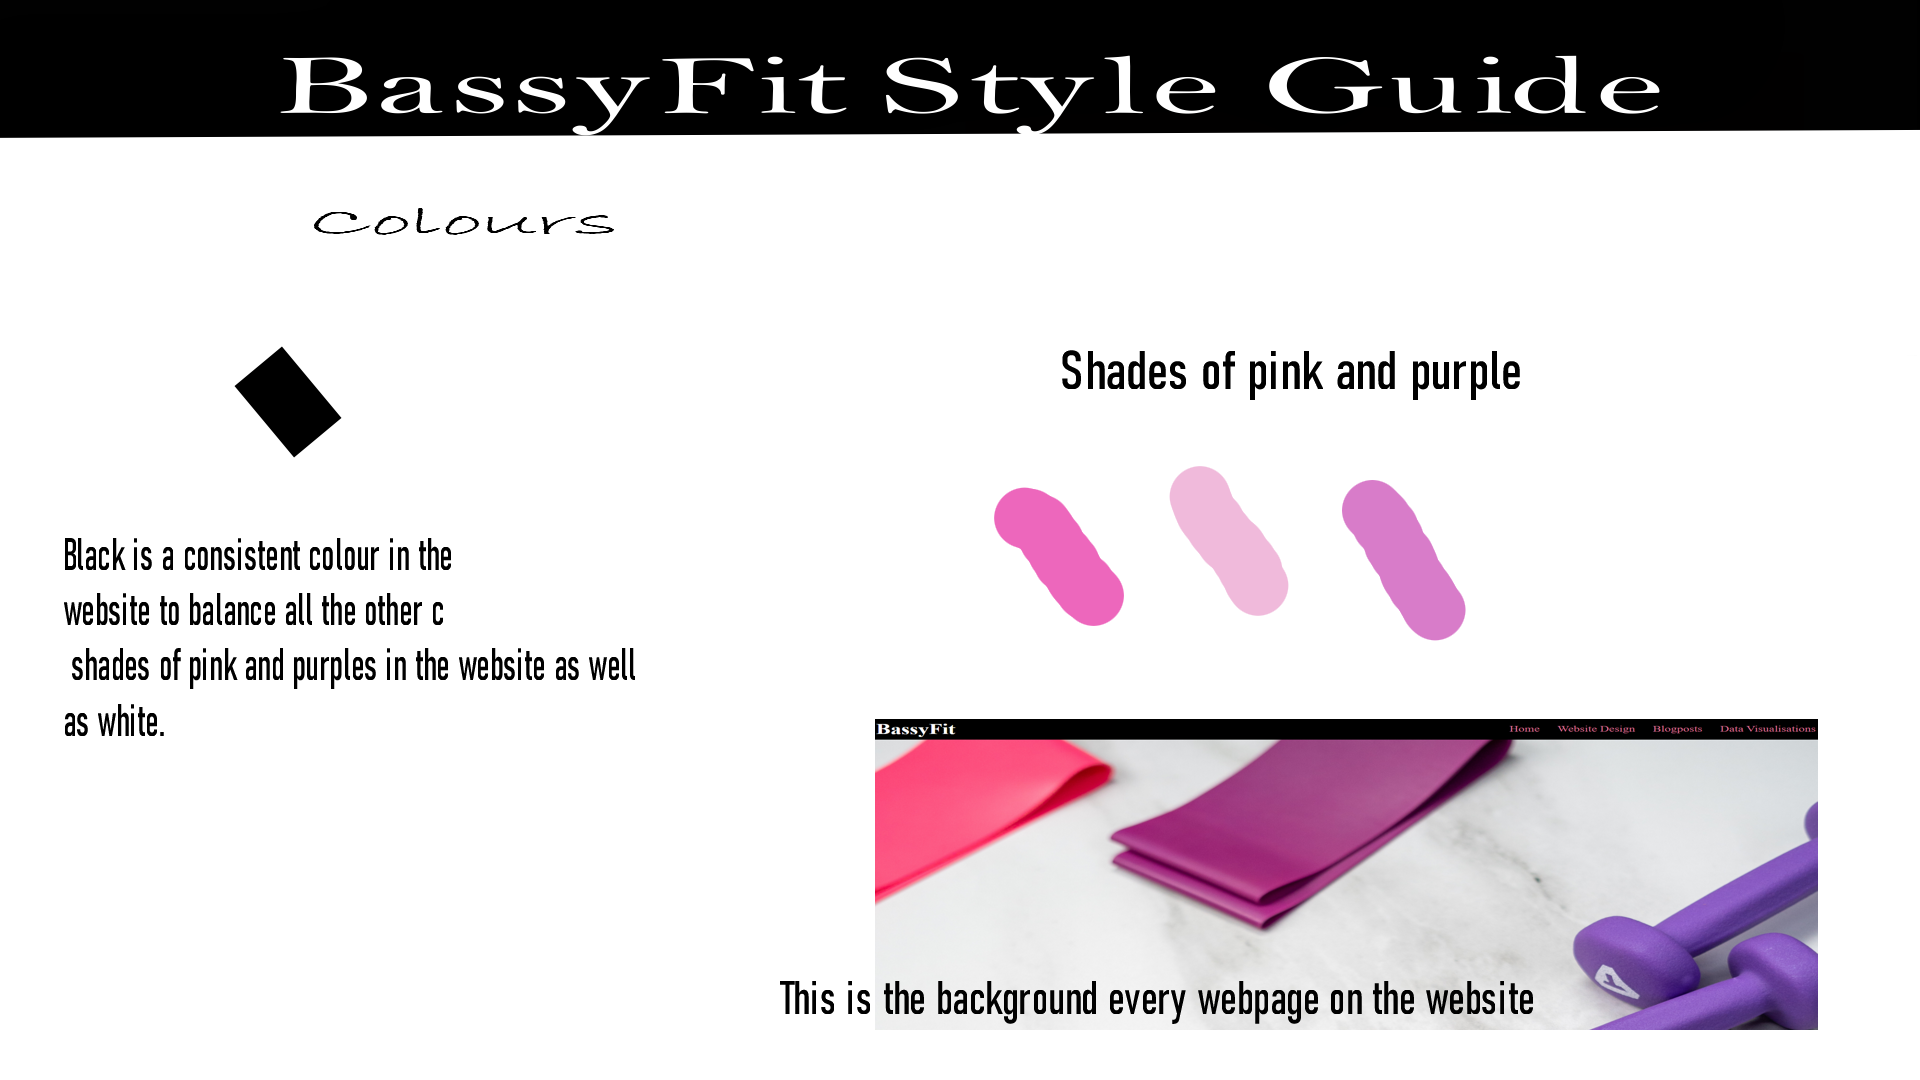 BassyFit Style Guide
Colours
Shades of pink and purple
Black is a consistent colour in the
website to balance all the other c
shades of pink and purples in the website as well
as white.
BassyFit Home Website Design Blogposts Data Visualisations
This is the background every webpage on the website